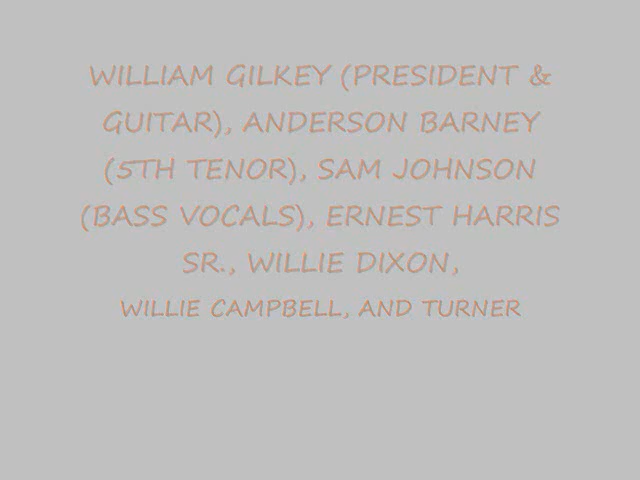 WILLIAM GILKEY (PRESIDENT &
GUITAR), ANDERSON BARNEY
(5TH TENOR), SAM JOHNSON
(BASS VOCALS), ERNEST HARRIS
SR., WILLIE DIXON,
WILLIE CAMPBELL, AND TURNER